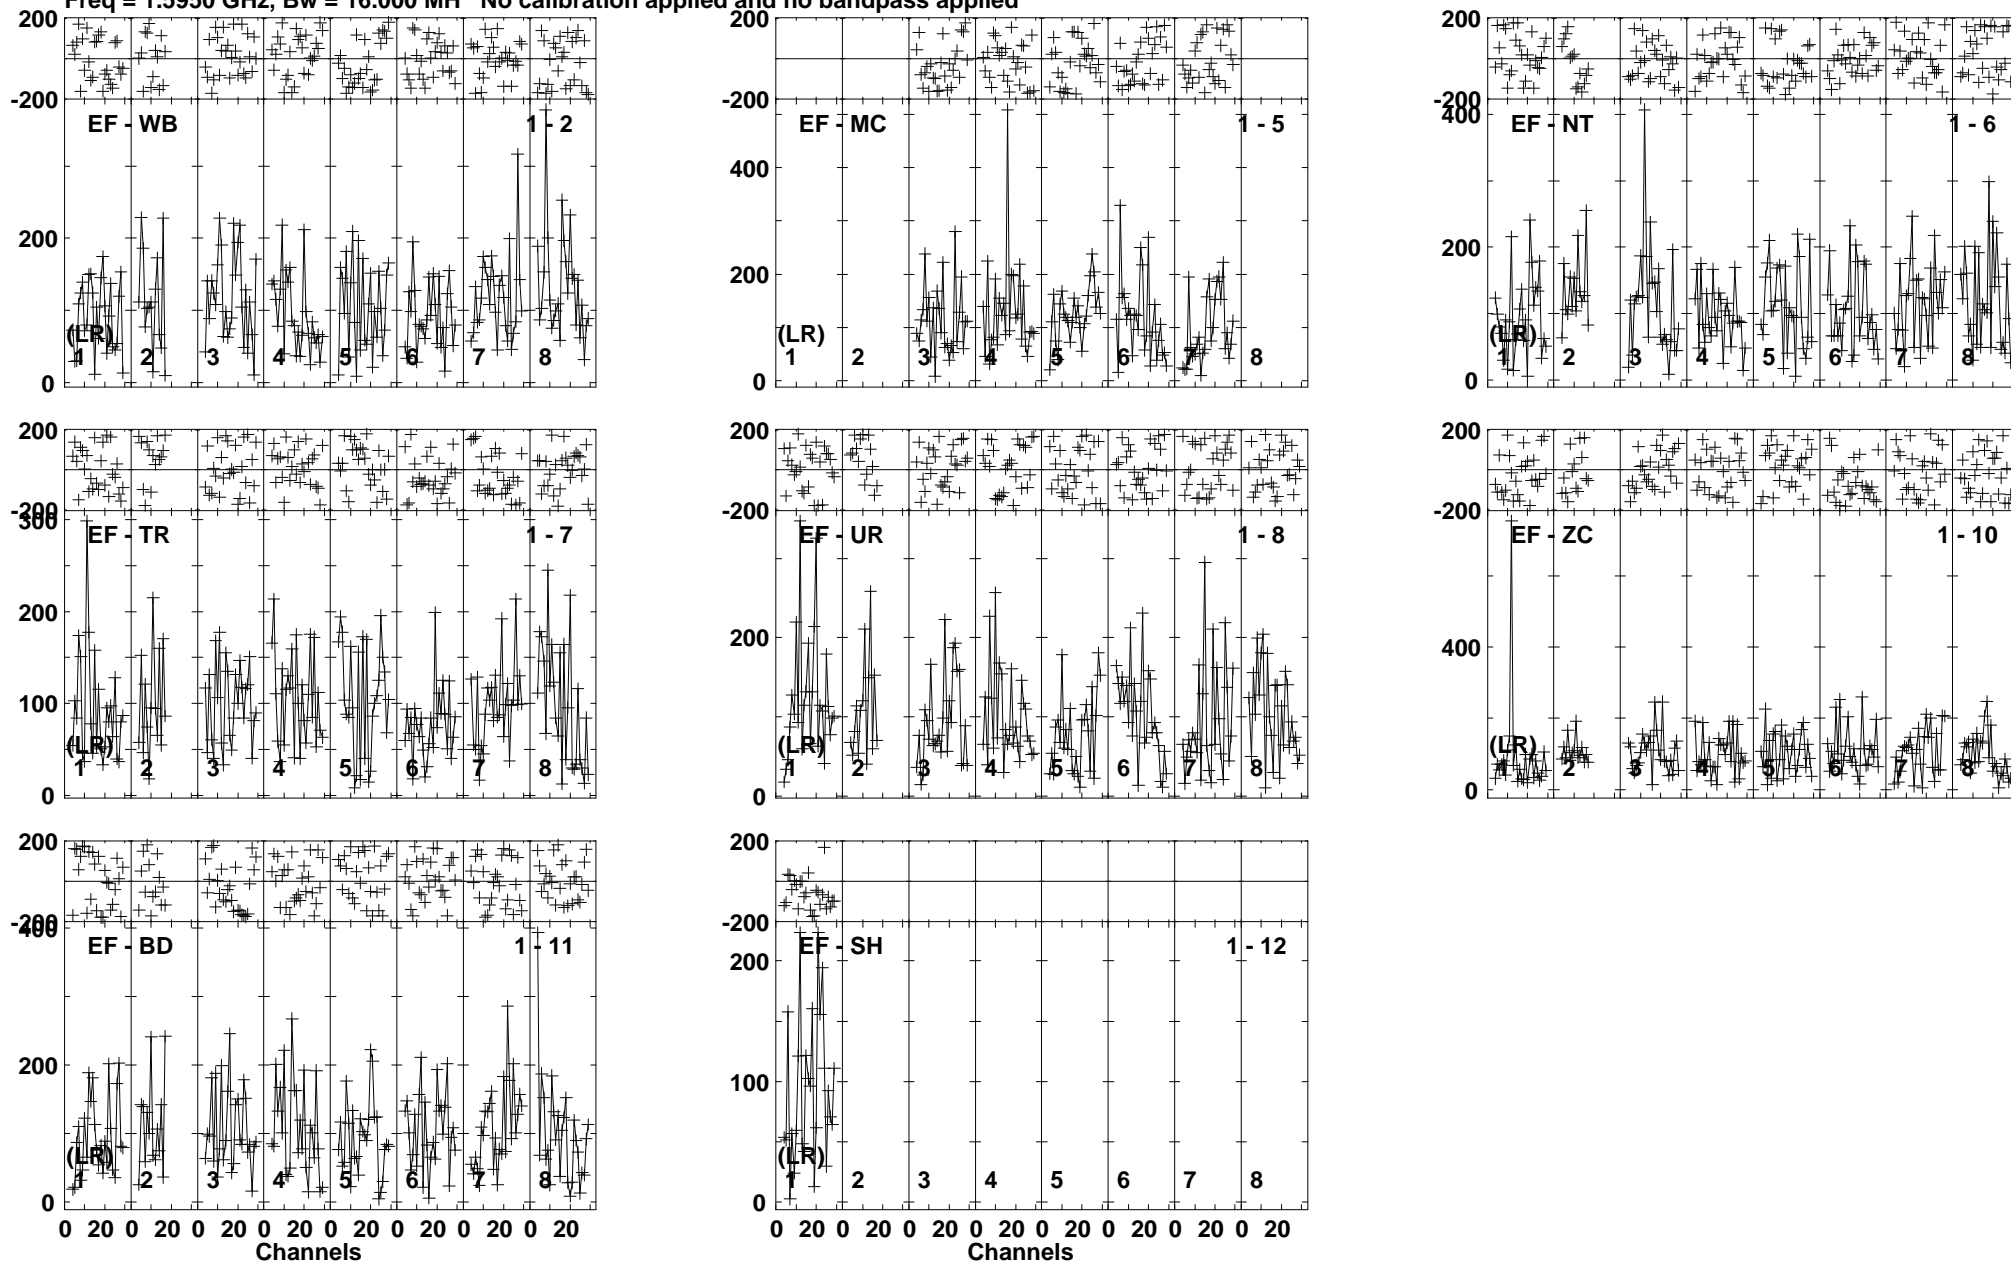 Freq = 1.5950 GHz, Bw = 16.000 MH No calibration applied and no bandpass applied
200 200 200
-200 -200 -200
EF - WB 1 - 2 EF - MC 1 - 5 400 EF - NT 1 - 6
400
200 200 200
(LR) (LR) (LR)
1 2 3 4 5 6 7 8 1 2 3 4 5 6 7 8 1 2 3 4 5 6 7 8
0 0 0
200 200 200
-200 -200 -200
300 EF - TR 1 - 7 EF - UR 1 - 8 EF - ZC 1 - 10
200 200 400
100
(LR) (LR) (LR)
1 2 3 4 5 6 7 8 1 2 3 4 5 6 7 8 1 2 3 4 5 6 7 8
0 0 0
200 200
-200 -200
400 EF - BD 1 - 11 EF - SH 1 - 12
200
200 100
(LR) (LR)
1 2 3 4 5 6 7 8 1 2 3 4 5 6 7 8
0 0
0 20 0 20 0 20 0 20 0 20 0 20 0 20 0 20 0 20 0 20 0 20 0 20 0 20 0 20 0 20 0 20
Channels Channels